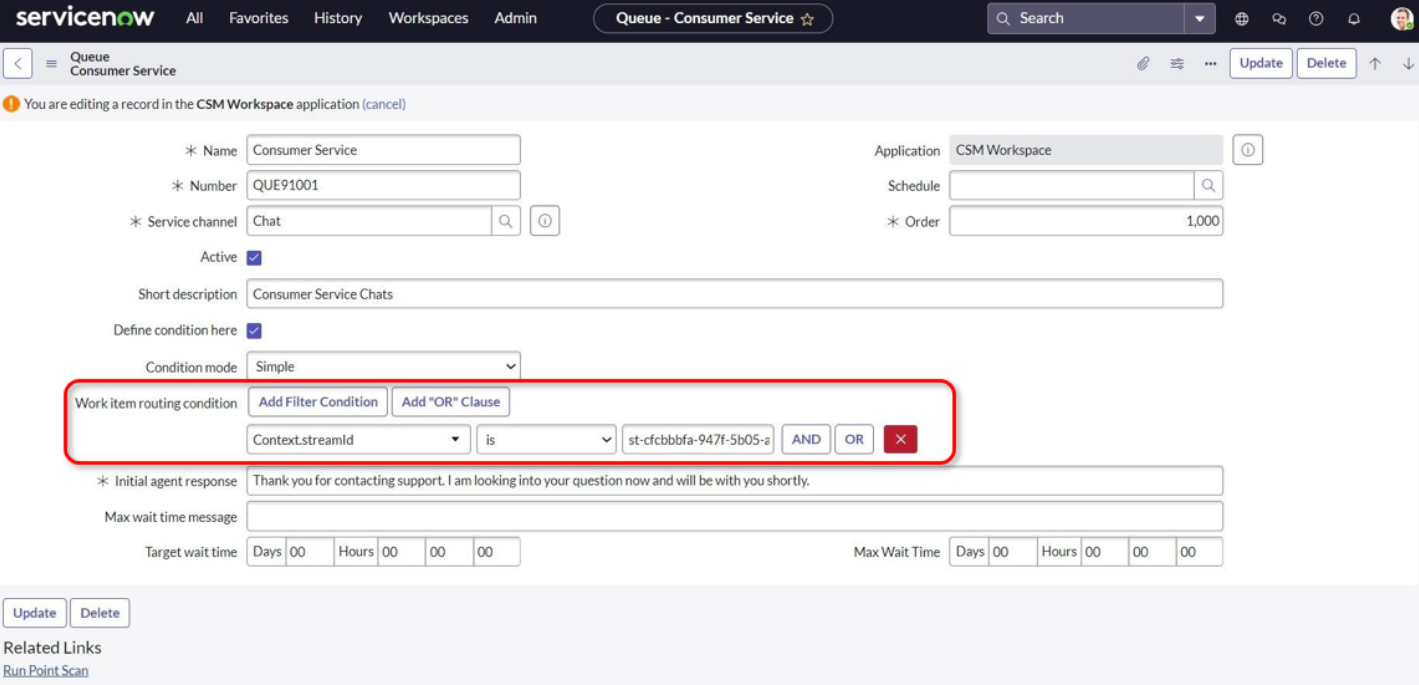 servicenow All Favorites History Workspaces Admin Queue - Consumer Service Search
Queue
Consumer Service
Update Delete
You are editing a record in the CSM Workspace application (cancel)
Name Consumer Service Application CSM Workspace
Number QUE91001 Schedule
Service channel Chat Order 1,000
Active
Short description Consumer Service Chats
Define condition here
Condition mode Simple
Work item routing condition Add Filter Condition Add "OR" Clause
Context.streamId is st-cfcbbbfa-947f-5b05-a AND OR
Initial agent response Thank you for contacting support. I am looking into your question now and will be with you shortly.
Max wait time message
Target wait time Days 00 Hours 00 00 00 Max Wait Time Days 00 Hours 00 00 00
Update Delete
Related Links
Run Point Scan